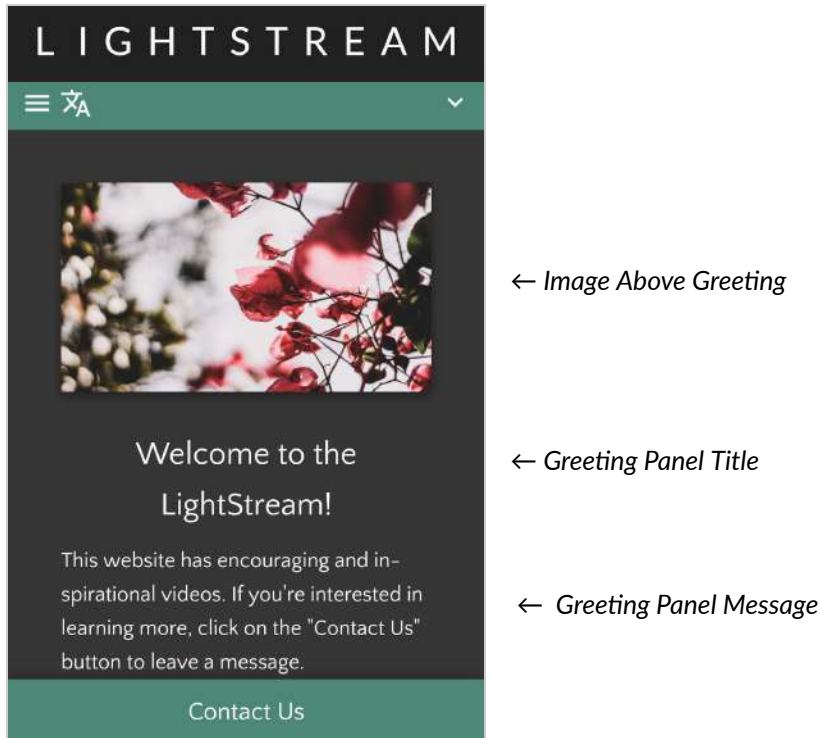 L I G H T S T R E A M
文A
← Image Above Greeting
Welcome to the
LightStream!
← Greeting Panel Title
This website has encouraging and in-
spirational videos. If you're interested in
learning more, click on the "Contact Us"
button to leave a message.
← Greeting Panel Message
Contact Us